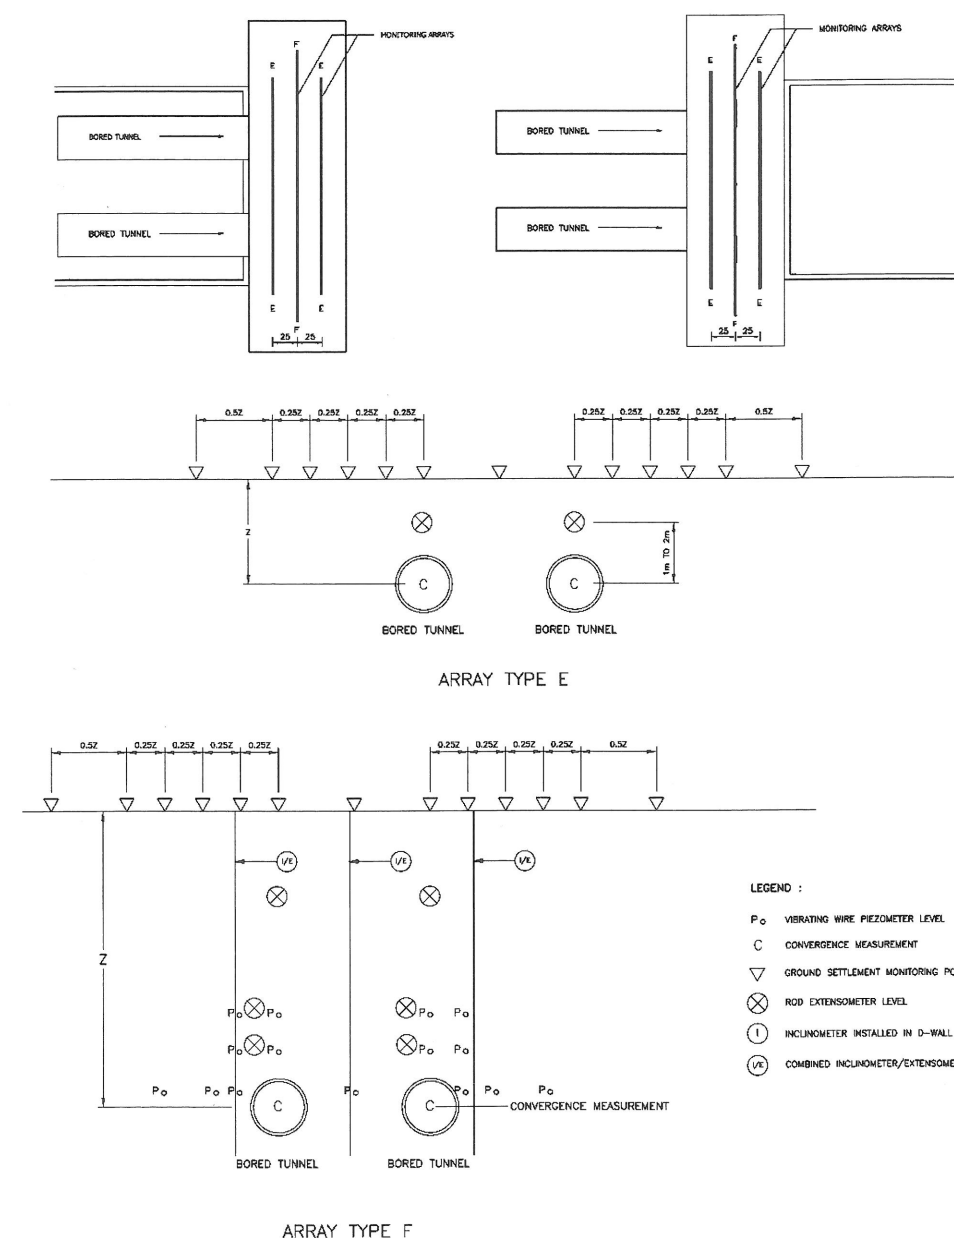 F
MONITORING ARRAYS
E
E
BORED TUNNEL
BORED TUNNEL
E
E
F
25
25
F
MONITORING ARRAYS
E
E
BORED TUNNEL
BORED TUNNEL
E
E
F
25
25
0.5Z 0.25Z 0.25Z 0.25Z 0.25Z
0.25Z 0.25Z 0.25Z 0.25Z 0.5Z
Z
1m TO 2m
C
C
BORED TUNNEL
BORED TUNNEL
ARRAY TYPE E
0.5Z 0.25Z 0.25Z 0.25Z 0.25Z
0.25Z 0.25Z 0.25Z 0.25Z 0.5Z
I/E
I/E
I/E
Z
Po Po Po Po
Po Po Po Po
Po Po Po Po Po Po Po
C
C
CONVERGENCE MEASUREMENT
BORED TUNNEL
BORED TUNNEL
ARRAY TYPE F
LEGEND :
Po VIBRATING WIRE PIEZOMETER LEVEL
C CONVERGENCE MEASUREMENT
GROUND SETTLEMENT MONITORING PO
ROD EXTENSOMETER LEVEL
I INCLINOMETER INSTALLED IN D-WALL
I/E COMBINED INCLINOMETER/EXTENSOME